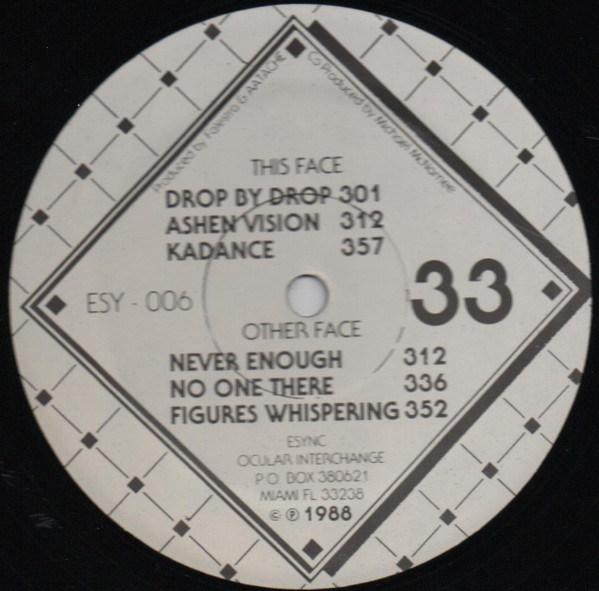 Produced by Falestra & AATACHE
Co Produced by Michael McNamee
THIS FACE
DROP BY DROP 301
ASHEN VISION 312
KADANCE 357
ESY - 006
33
OTHER FACE
NEVER ENOUGH 312
NO ONE THERE 336
FIGURES WHISPERING 352
ESYNC
OCULAR INTERCHANGE
P.O. BOX 380621
MIAMI FL 33238
© ℗ 1988